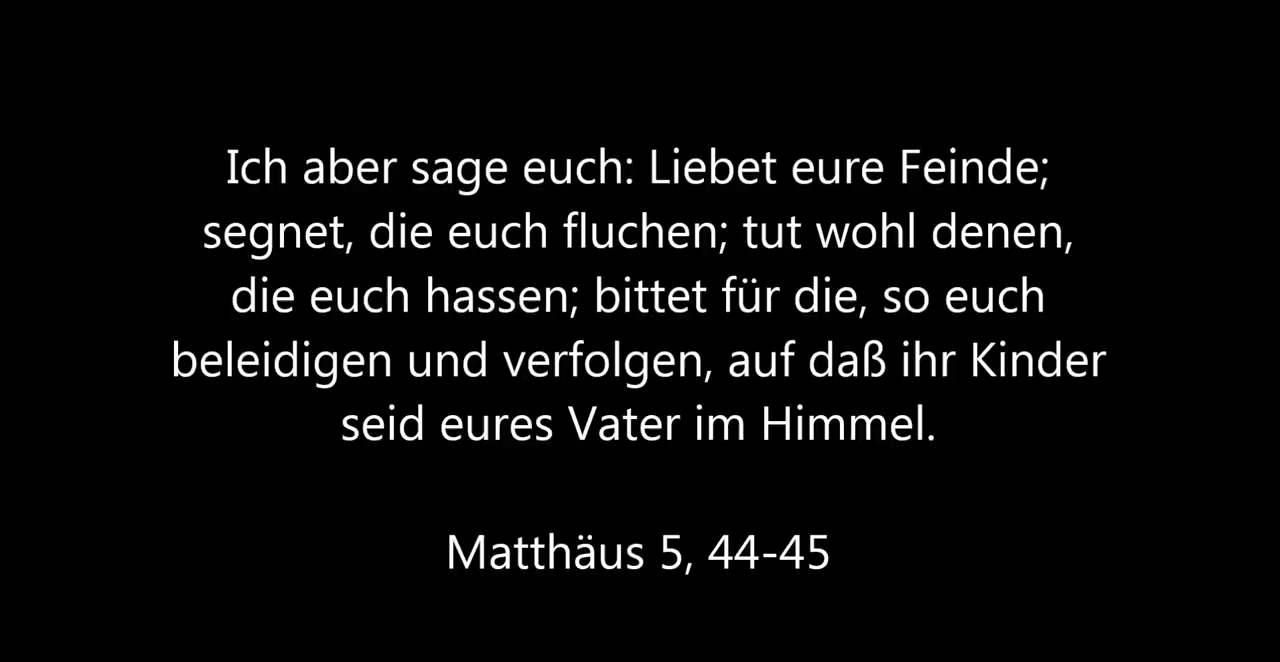 Ich aber sage euch: Liebet eure Feinde;
segnet, die euch fluchen; tut wohl denen,
die euch hassen; bittet für die, so euch
beleidigen und verfolgen, auf daß ihr Kinder
seid eures Vater im Himmel.
Matthäus 5, 44-45